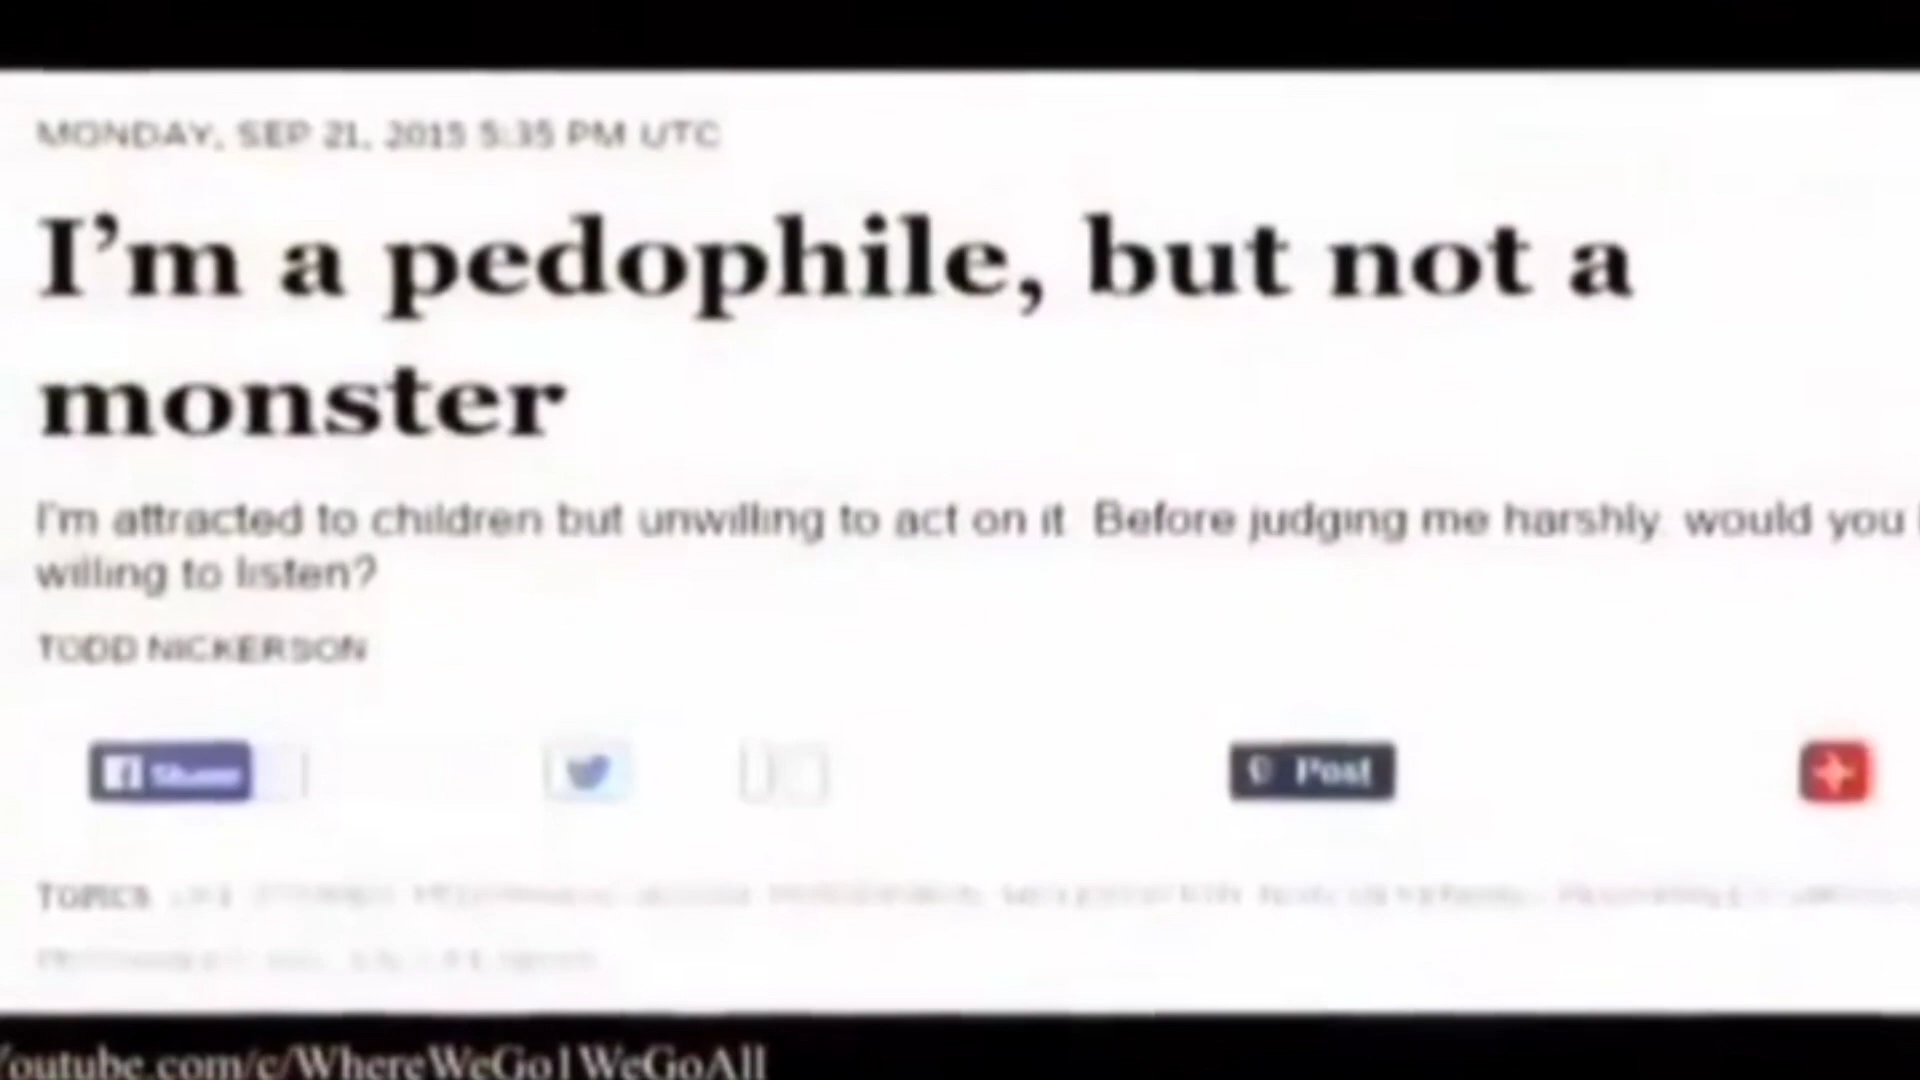 MONDAY, SEP 21, 2015 5:35 PM UTC
I'm a pedophile, but not a
monster
I'm attracted to children but unwilling to act on it. Before judging me harshly, would you
willing to listen?
TODD NICKERSON
Share
Post
TOPICS
Youtube.com/c/WhereWeGo1WeGoAll